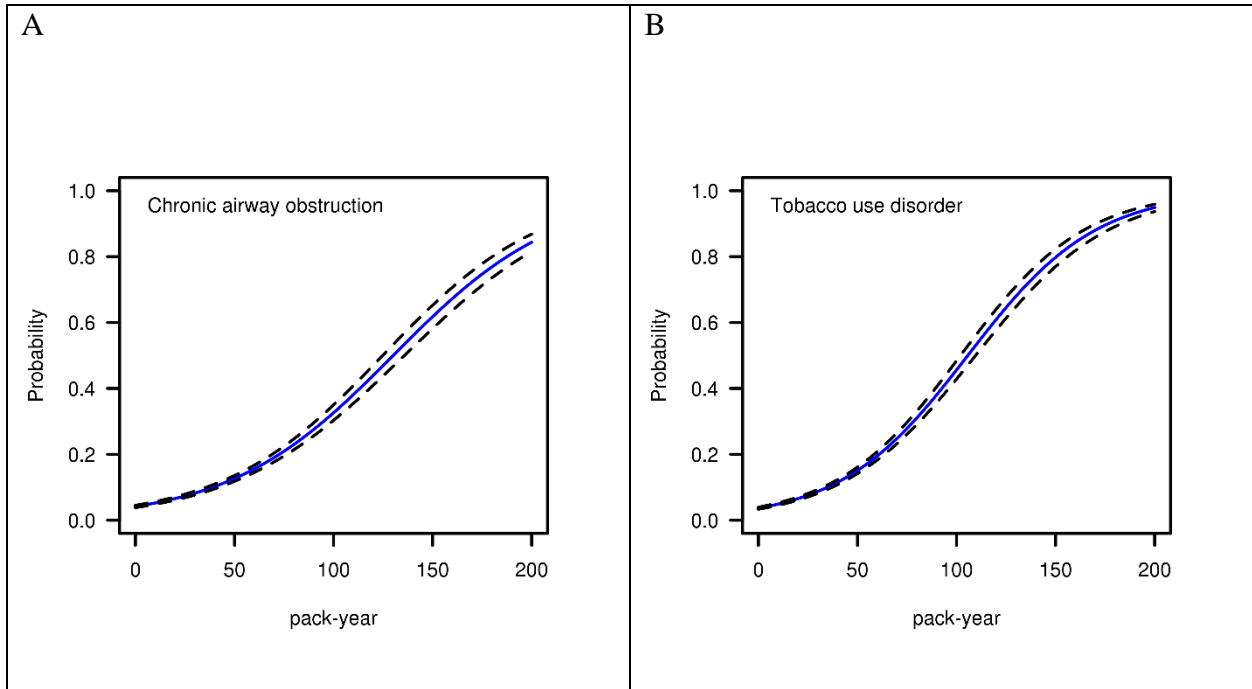 A
B
Chronic airway obstruction
1.0
0.8
0.6
0.4
0.2
0.0
Probability
0
50
100
150
200
pack-year
Tobacco use disorder
1.0
0.8
0.6
0.4
0.2
0.0
Probability
0
50
100
150
200
pack-year